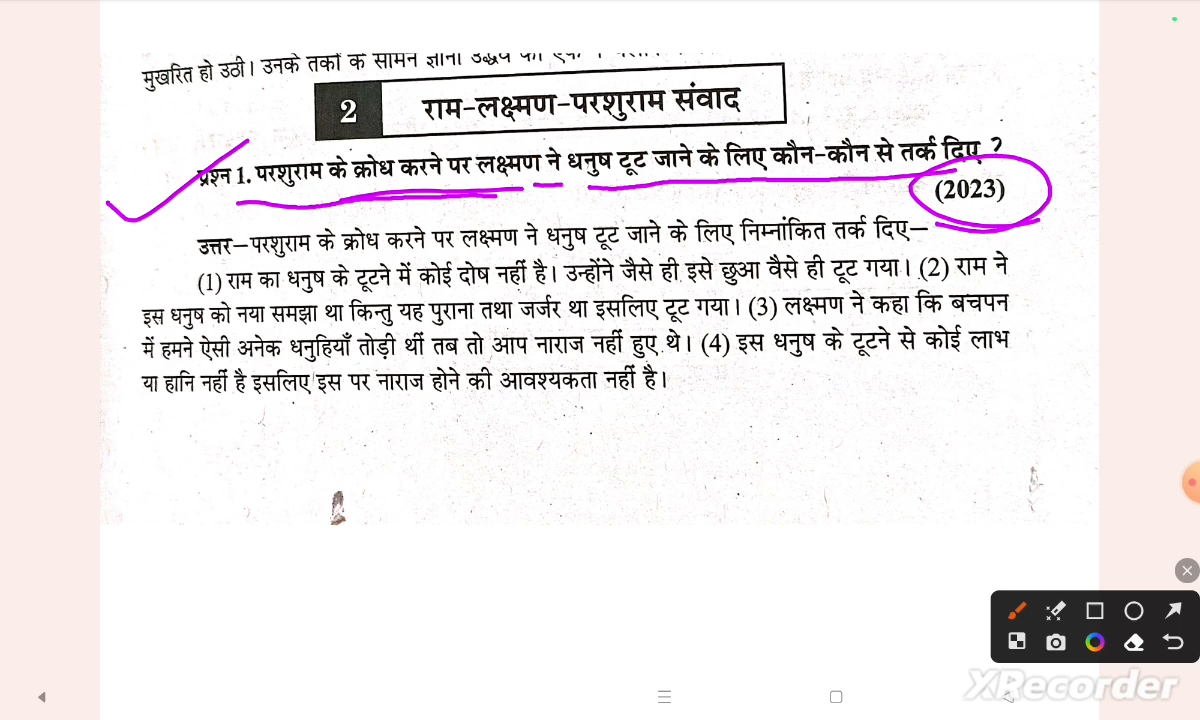 मुखरित हो उठी। उनके तर्कों के सामने ज्ञानी उद्धव की
2 राम-लक्ष्मण-परशुराम संवाद
प्रश्न 1. परशुराम के क्रोध करने पर लक्ष्मण ने धनुष टूट जाने के लिए कौन-कौन से तर्क दिए ?
(2023)
उत्तर—परशुराम के क्रोध करने पर लक्ष्मण ने धनुष टूट जाने के लिए निम्नांकित तर्क दिए—
(1) राम का धनुष के टूटने में कोई दोष नहीं है। उन्होंने जैसे ही इसे छुआ वैसे ही टूट गया। (2) राम ने
इस धनुष को नया समझा था किन्तु यह पुराना तथा जर्जर था इसलिए टूट गया। (3) लक्ष्मण ने कहा कि बचपन
में हमने ऐसी अनेक धनुहियाँ तोड़ी थीं तब तो आप नाराज नहीं हुए थे। (4) इस धनुष के टूटने से कोई लाभ
या हानि नहीं है इसलिए इस पर नाराज होने की आवश्यकता नहीं है।
XRecorder